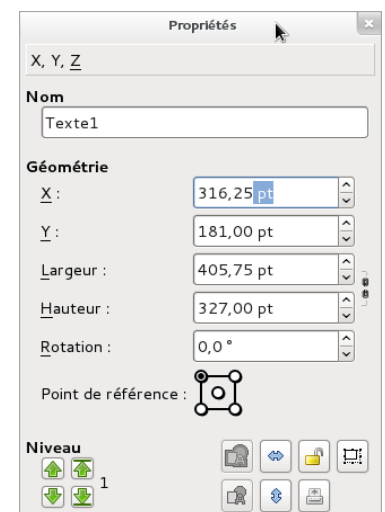 Propriétés
X, Y, Z
Nom
Texte1
Géométrie
X : 316,25 pt
Y : 181,00 pt
Largeur : 405,75 pt
Hauteur : 327,00 pt
Rotation : 0,0 °
Point de référence :
Niveau
1